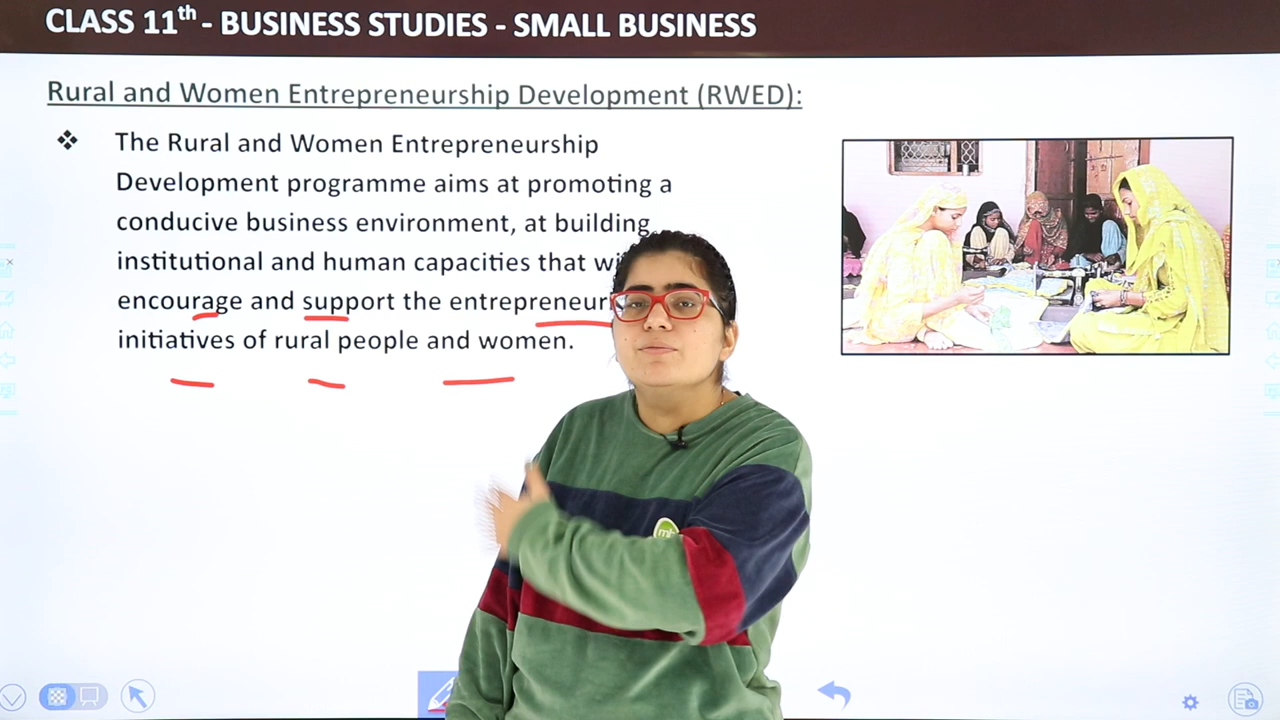 CLASS 11th - BUSINESS STUDIES - SMALL BUSINESS
Rural and Women Entrepreneurship Development (RWED):
❖ The Rural and Women Entrepreneurship
Development programme aims at promoting a
conducive business environment, at building
institutional and human capacities that
encourage and support the
initiatives of rural people and women.